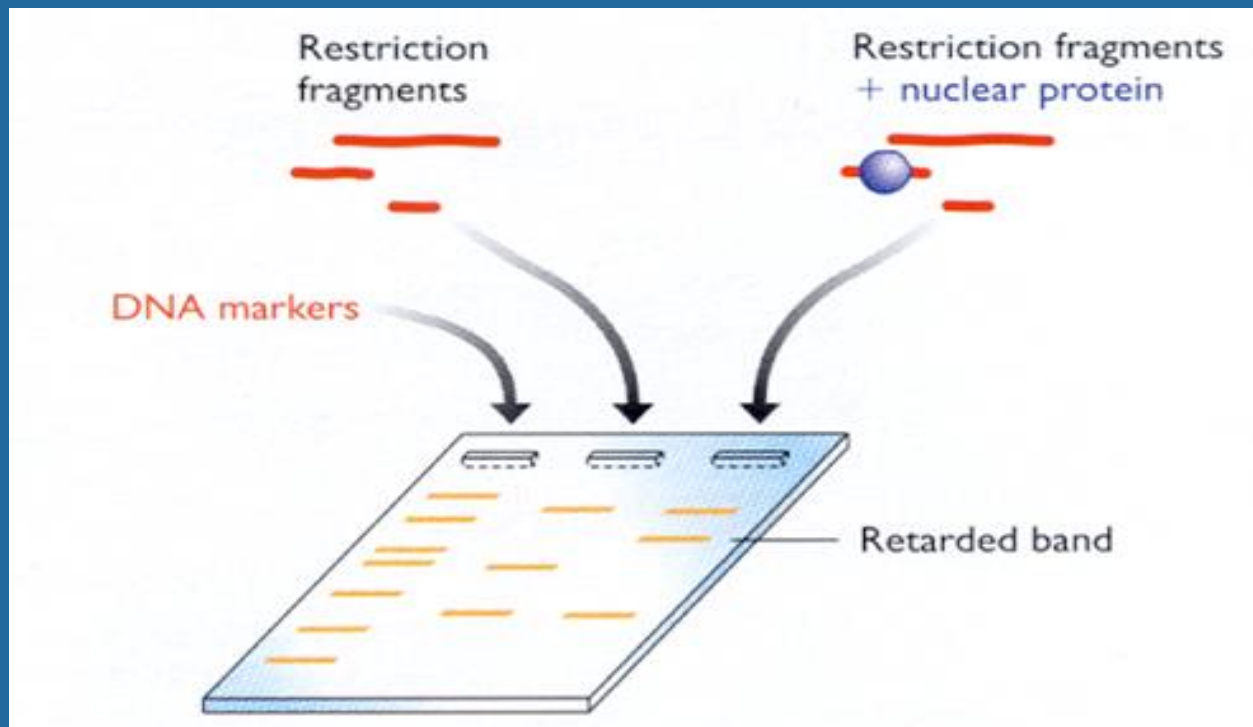 Restriction
fragments
Restriction fragments
+ nuclear protein
DNA markers
Retarded band